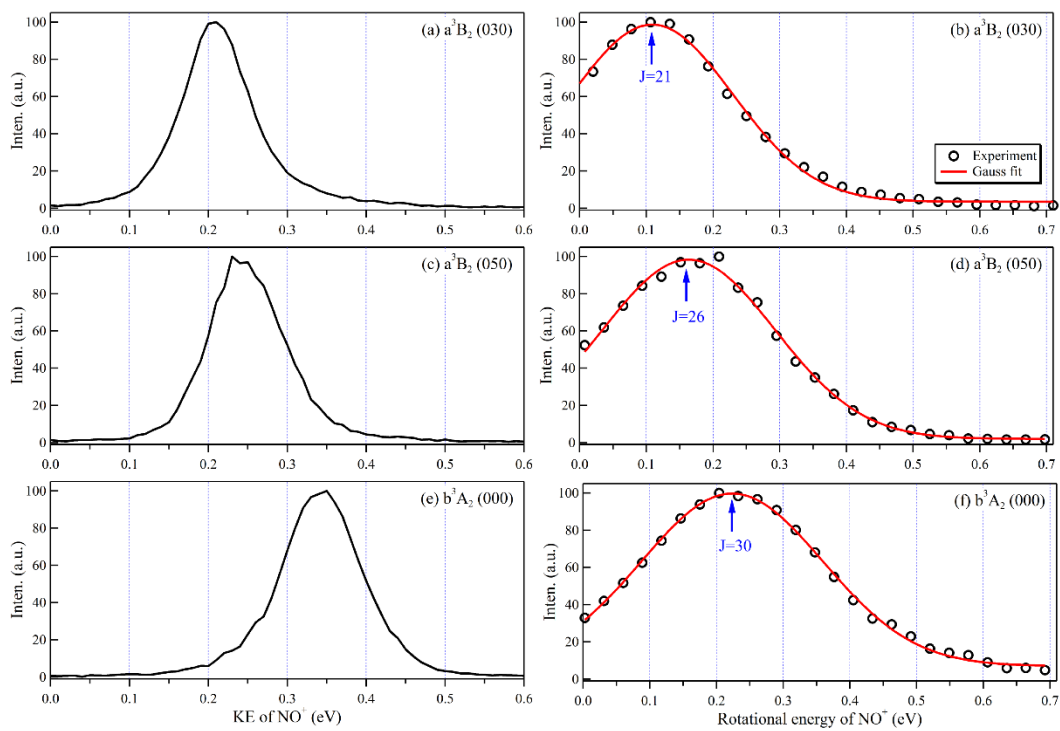 (a) a³B₂ (030)
Inten. (a.u.)
100
80
60
40
20
0
0.0 0.1 0.2 0.3 0.4 0.5 0.6
(b) a³B₂ (030)
Inten. (a.u.)
100
80
60
40
20
0
J=21
Experiment
Gauss fit
0.0 0.1 0.2 0.3 0.4 0.5 0.6 0.7
(c) a³B₂ (050)
Inten. (a.u.)
100
80
60
40
20
0
0.0 0.1 0.2 0.3 0.4 0.5 0.6
(d) a³B₂ (050)
Inten. (a.u.)
100
80
60
40
20
0
J=26
0.0 0.1 0.2 0.3 0.4 0.5 0.6 0.7
(e) b³A₂ (000)
Inten. (a.u.)
100
80
60
40
20
0
0.0 0.1 0.2 0.3 0.4 0.5 0.6
KE of NO⁺ (eV)
(f) b³A₂ (000)
Inten. (a.u.)
100
80
60
40
20
0
J=30
0.0 0.1 0.2 0.3 0.4 0.5 0.6 0.7
Rotational energy of NO⁺ (eV)